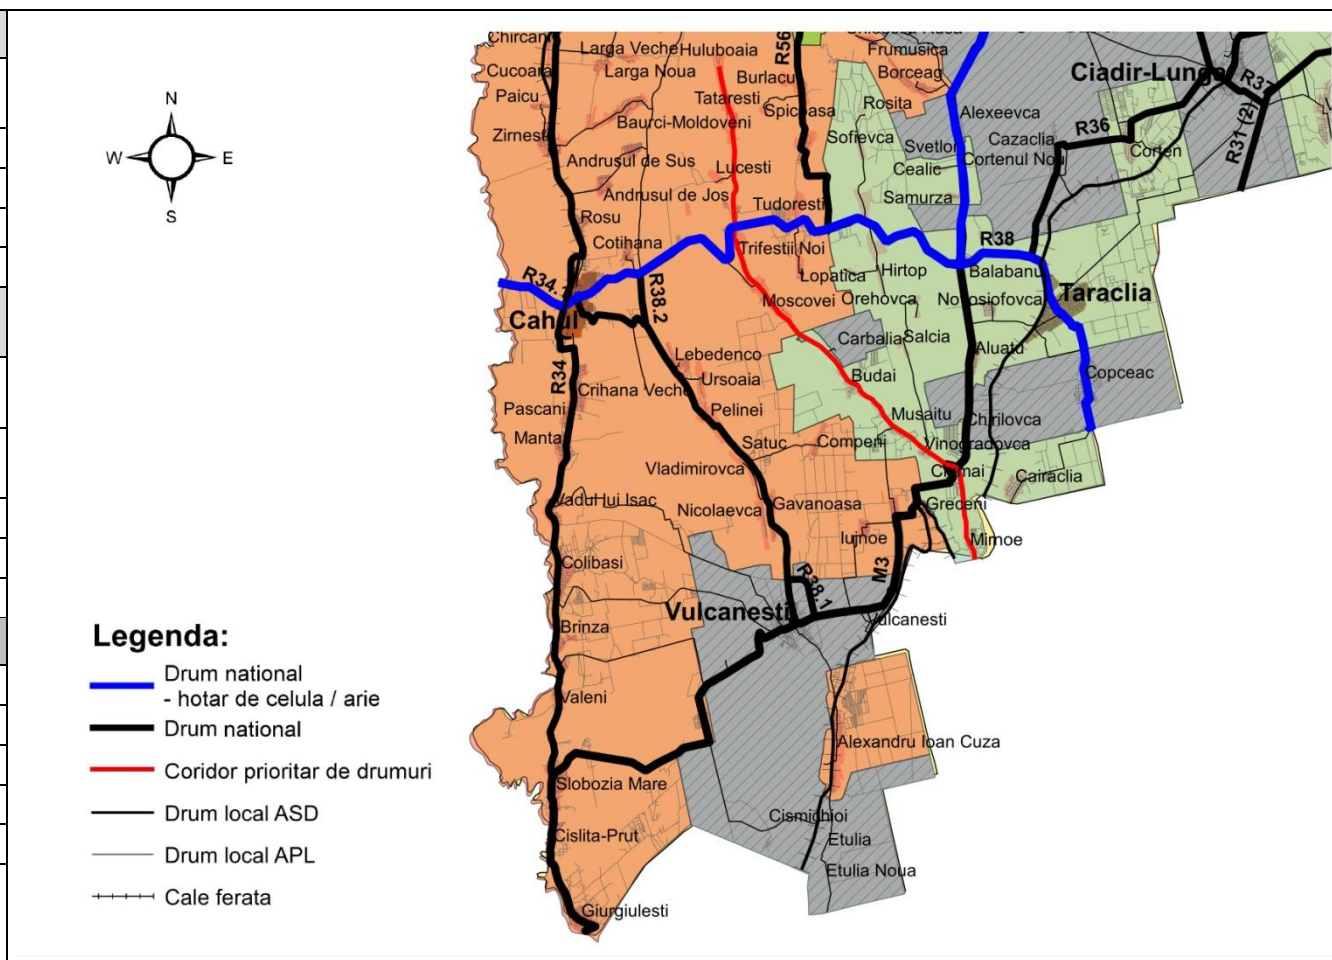 Chircani
Larga Veche
Huluboaia
R56
Frumusica
Ciadir-Lunga
R37
Cucoara
Larga Noua
Burlacu
Borceag
Paicu
Tataresti
Spicoasa
Rosita
Alexeevca
R36
R31 (2)
N
W
E
S
Zirnesti
Baurci-Moldoveni
Sofievca
Svetloi
Cazaclia
Corten
Andrusul de Sus
Lucesti
Cealic
Cortenul Nou
Andrusul de Jos
Tudoresti
Samurza
Rosu
Cotihana
Trifestii Noi
R38
R34.1
R38.2
Lopatica
Hirtop
Balabanu
Taraclia
Cahul
Moscovei
Orehovca
Novosiofovca
Carbalia
Salcia
Aluatu
R34
Lebedenco
Ursoaia
Budai
Copceac
Crihana Veche
Pascani
Pelinei
Musaitu
Chirilovca
Manta
Satuc
Compeni
Vinogradovca
Vladimirovca
Ciumai
Cairaclia
VaduHui Isac
Nicolaevca
Gavanoasa
Greceni
Iujnoe
Mirnoe
Colibasi
M3
R38.1
Vulcanesti
Vulcanesti
Brinza
Valeni
Alexandru Ioan Cuza
Slobozia Mare
Cismichioi
Cislita-Prut
Etulia
Etulia Noua
Giurgiulesti
Legenda:
Drum national
- hotar de celula / arie
Drum national
Coridor prioritar de drumuri
Drum local ASD
Drum local APL
Cale ferata